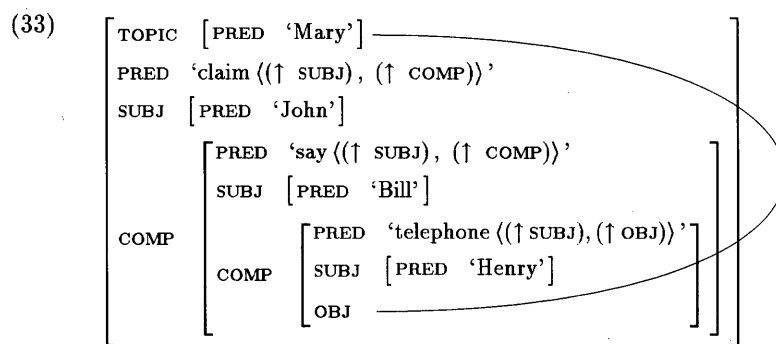 (33)
TOPIC [PRED ‘Mary’]
PRED ‘claim ⟨(↑ SUBJ), (↑ COMP)⟩’
SUBJ [PRED ‘John’]
PRED ‘say ⟨(↑ SUBJ), (↑ COMP)⟩’
SUBJ [PRED ‘Bill’]
COMP
PRED ‘telephone ⟨(↑ SUBJ), (↑ OBJ)⟩’
COMP SUBJ [PRED ‘Henry’]
OBJ